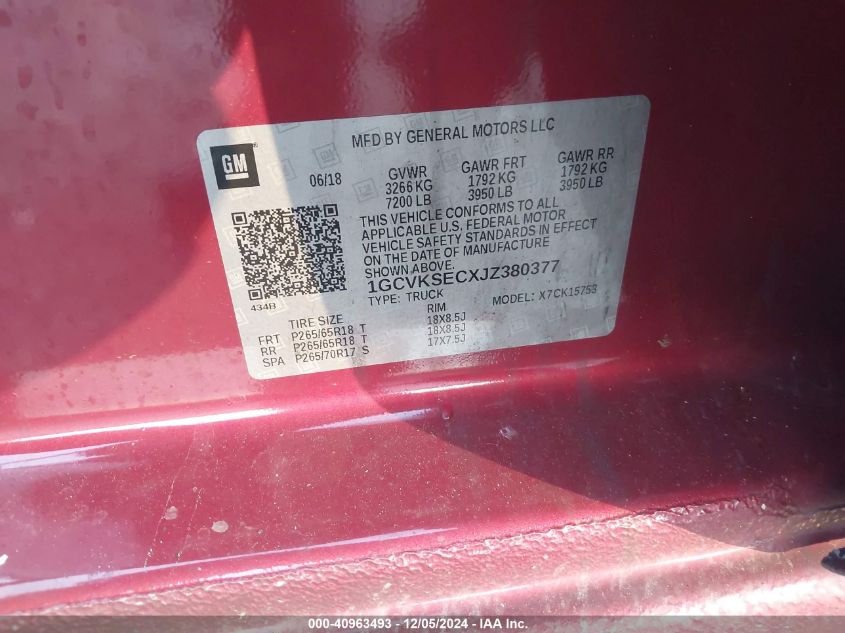 MFD BY GENERAL MOTORS LLC
GM
06/18
GVWR GAWR FRT GAWR RR
3266 KG 1792 KG 1792 KG
7200 LB 3950 LB 3950 LB
THIS VEHICLE CONFORMS TO ALL
APPLICABLE U.S. FEDERAL MOTOR
VEHICLE SAFETY STANDARDS IN EFFECT
ON THE DATE OF MANUFACTURE
SHOWN ABOVE.
1GCVKSECXJZ380377
434B
TYPE: TRUCK MODEL: X7CK15753
TIRE SIZE RIM
FRT P265/65R18 T 18X8.5J
RR P265/65R18 T 18X8.5J
SPA P265/70R17 S 17X7.5J
000-40963493 - 12/05/2024 - IAA Inc.